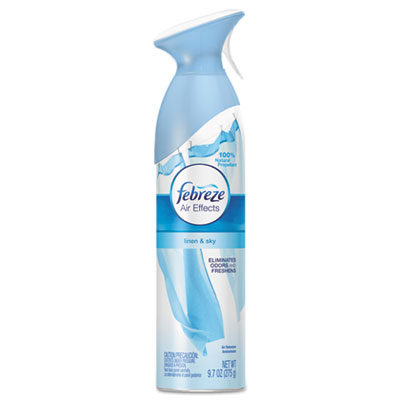 100%
Natural
Propellant
febreze
Air Effects
linen & sky
ELIMINATES
ODORS AND
FRESHENS
CAUTION PRECAUCIÓN
NET WT
9.7 OZ (275 g)